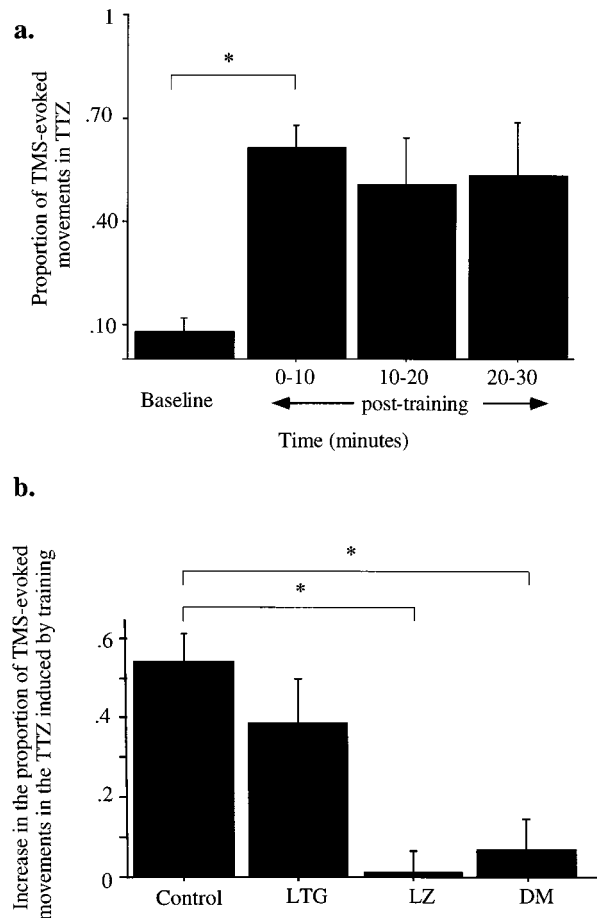 a.
Proportion of TMS-evoked
movements in TTZ
1
.70
.40
.10
*
0-10
10-20
20-30
Baseline
post-training
Time (minutes)
b.
Increase in the proportion of TMS-evoked
movements in the TTZ induced by training
.6
.4
.2
0
*
*
Control
LTG
LZ
DM